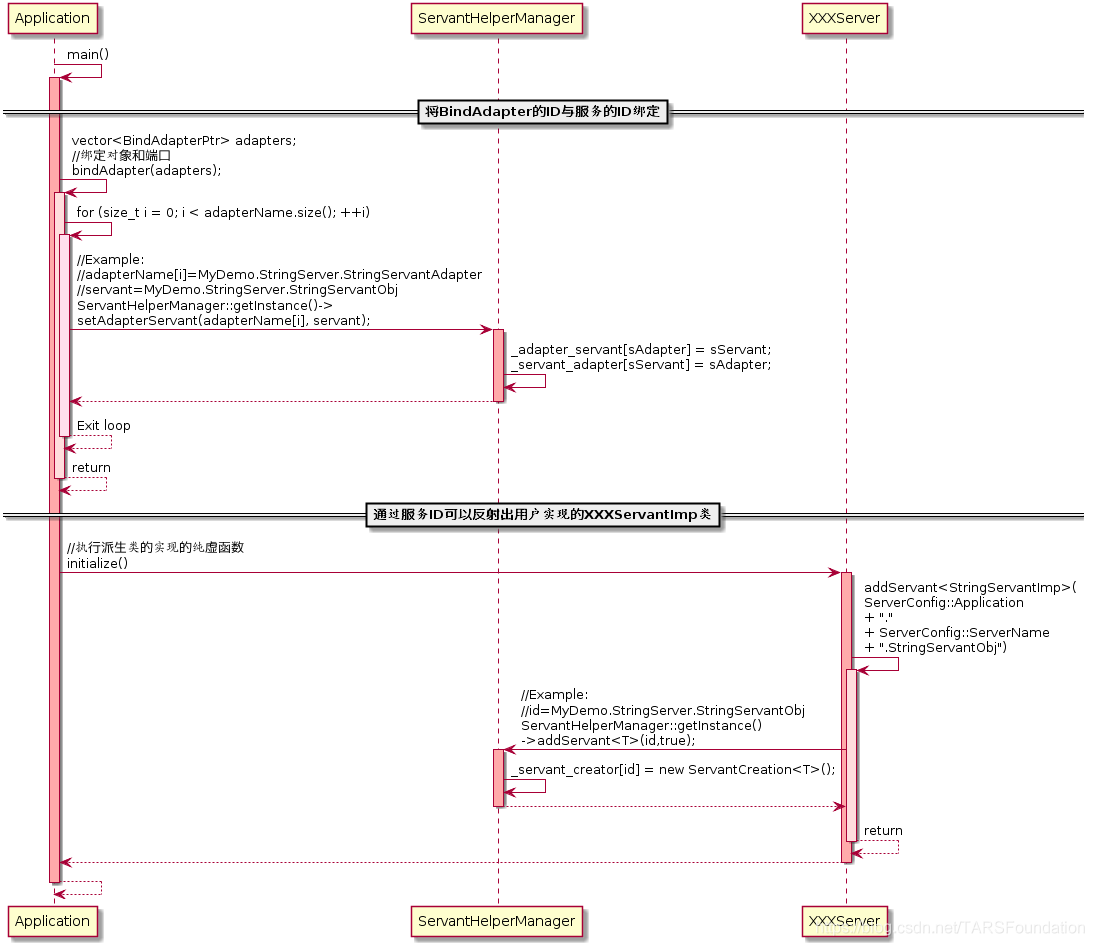 Application
ServantHelperManager
XXXServer
main()
将BindAdapter的ID与服务的ID绑定
vector<BindAdapterPtr> adapters;
//绑定对象和端口
bindAdapter(adapters);
for (size_t i = 0; i < adapterName.size(); ++i)
//Example:
//adapterName[i]=MyDemo.StringServer.StringServantAdapter
//servant=MyDemo.StringServer.StringServantObj
ServantHelperManager::getInstance()->
setAdapterServant(adapterName[i], servant);
_adapter_servant[sAdapter] = sServant;
_servant_adapter[sServant] = sAdapter;
Exit loop
return
通过服务ID可以反射出用户实现的XXXServantImp类
//执行派生类的实现的纯虚函数
initialize()
addServant<StringServantImp>(
ServerConfig::Application
+ "."
+ ServerConfig::ServerName
+ ".StringServantObj")
//Example:
//id=MyDemo.StringServer.StringServantObj
ServantHelperManager::getInstance()
->addServant<T>(id,true);
_servant_creator[id] = new ServantCreation<T>();
return
Application
ServantHelperManager
XXXServer
https://blog.csdn.net/TARSFoundation